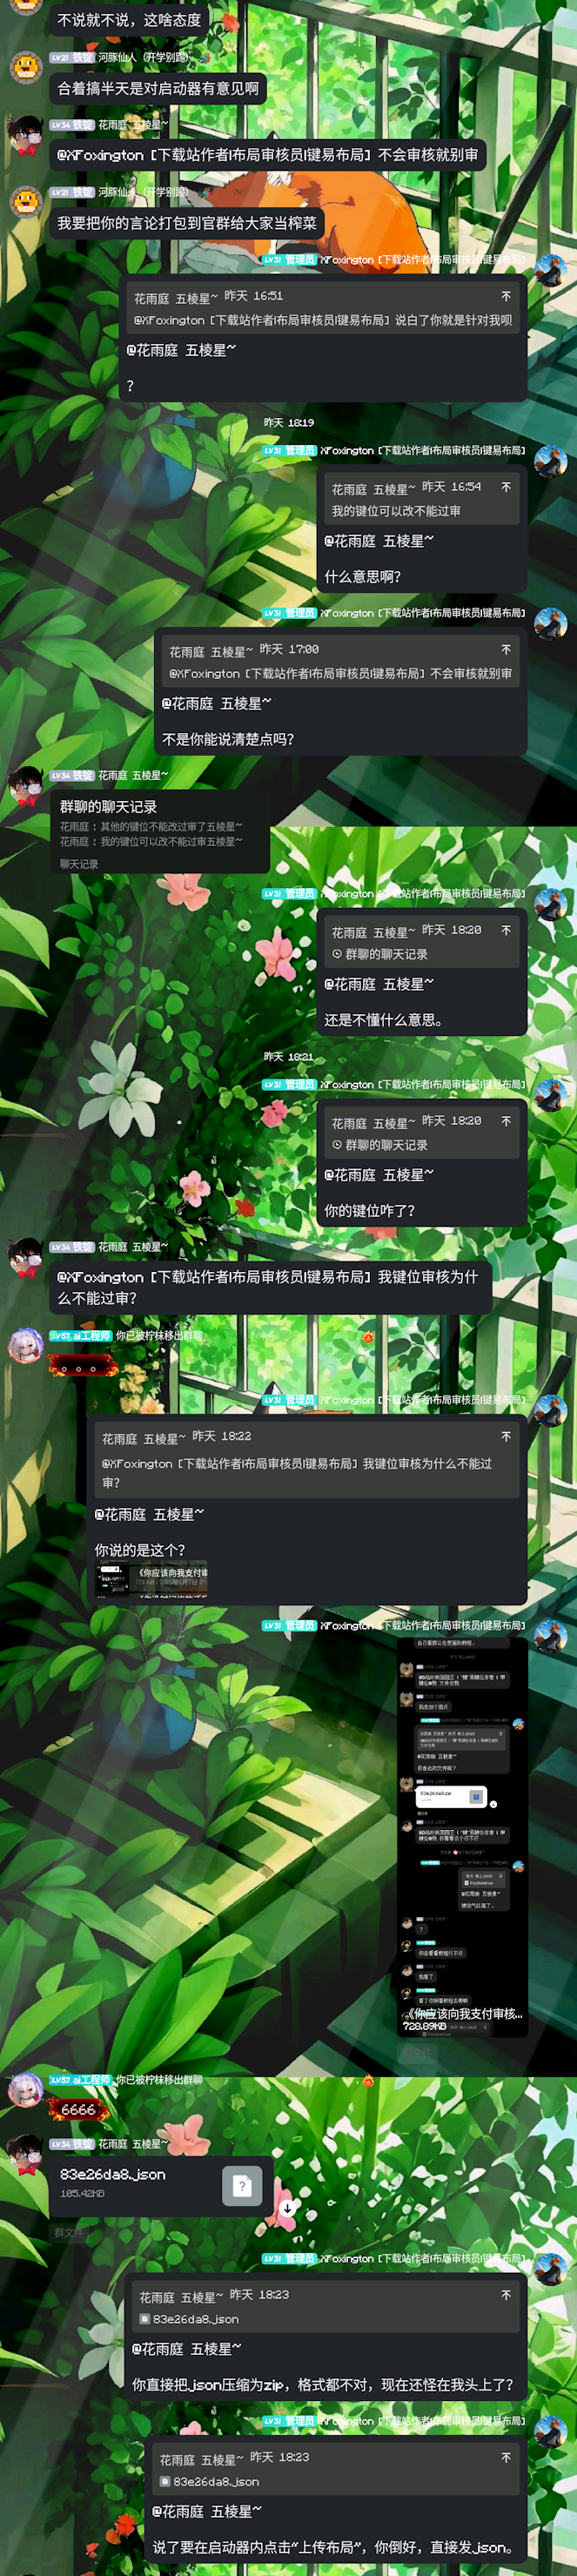 不说就不说，这啥态度
LV21 铁锭 河豚仙人（开学别踢）
合着搞半天是对启动器有意见啊
LV34 铁锭 花雨庭 五棱星~
@XFoxington [下载站作者|布局审核员|键易布局] 不会审核就别审
LV21 铁锭 河豚仙人（开学别踢）
我要把你的言论打包到官群给大家当榨菜
LV31 管理员 XFoxington [下载站作者|布局审核员|键易布局]
花雨庭 五棱星~ 昨天 16:51
@XFoxington [下载站作者|布局审核员|键易布局] 说白了你就是针对我呗
@花雨庭 五棱星~
?
昨天 18:19
LV31 管理员 XFoxington [下载站作者|布局审核员|键易布局]
花雨庭 五棱星~ 昨天 16:54
我的键位可以改不能过审
@花雨庭 五棱星~
什么意思啊?
LV31 管理员 XFoxington [下载站作者|布局审核员|键易布局]
花雨庭 五棱星~ 昨天 17:00
@XFoxington [下载站作者|布局审核员|键易布局] 不会审核就别审
@花雨庭 五棱星~
不是你能说清楚点吗?
LV34 铁锭 花雨庭 五棱星~
群聊的聊天记录
花雨庭 : 其他的键位不能改过审了五棱星~
花雨庭 : 我的键位可以改不能过审五棱星~
聊天记录
LV31 管理员 XFoxington [下载站作者|布局审核员|键易布局]
花雨庭 五棱星~ 昨天 18:20
群聊的聊天记录
@花雨庭 五棱星~
还是不懂什么意思。
昨天 18:21
LV31 管理员 XFoxington [下载站作者|布局审核员|键易布局]
花雨庭 五棱星~ 昨天 18:20
群聊的聊天记录
@花雨庭 五棱星~
你的键位咋了?
LV34 铁锭 花雨庭 五棱星~
@XFoxington [下载站作者|布局审核员|键易布局] 我键位审核为什
么不能过审?
LV57 ai工程师 你已被柠秣移出群聊
。。。
LV31 管理员 XFoxington [下载站作者|布局审核员|键易布局]
花雨庭 五棱星~ 昨天 18:22
@XFoxington [下载站作者|布局审核员|键易布局] 我键位审核为什么不能过
审?
@花雨庭 五棱星~
你说的是这个?
《你应该向我支付审
LV31 管理员 XFoxington [下载站作者|布局审核员|键易布局]
《你应该向我支付审核...
728.89MB
LV57 ai工程师 你已被柠秣移出群聊
6666
LV34 铁锭 花雨庭 五棱星~
83e26da8.json
105.42KB
群文件
LV31 管理员 XFoxington [下载站作者|布局审核员|键易布局]
花雨庭 五棱星~ 昨天 18:23
83e26da8.json
@花雨庭 五棱星~
你直接把.json压缩为zip，格式都不对，现在还怪在我头上了?
LV31 管理员 XFoxington [下载站作者|布局审核员|键易布局]
花雨庭 五棱星~ 昨天 18:23
83e26da8.json
@花雨庭 五棱星~
说了要在启动器内点击"上传布局"，你倒好，直接发.json。